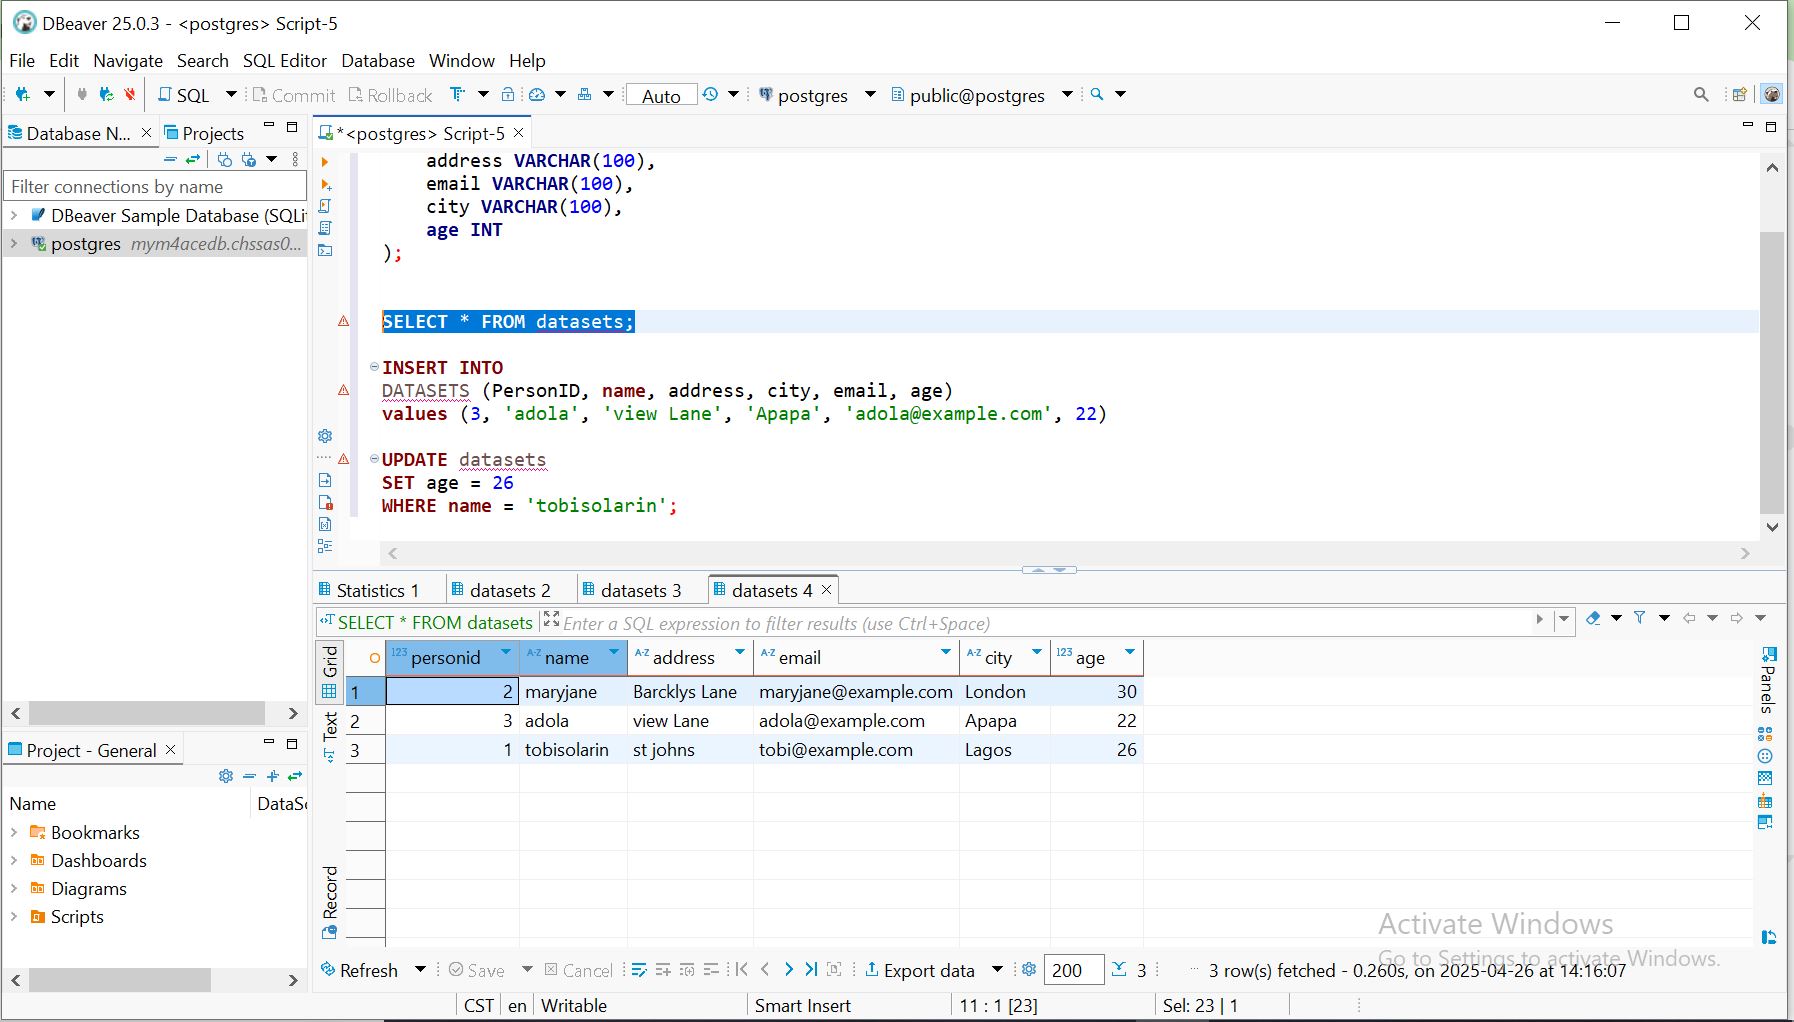 DBeaver 25.0.3 - <postgres> Script-5
File Edit Navigate Search SQL Editor Database Window Help
SQL Commit Rollback Auto postgres public@postgres
Database N... Projects
Filter connections by name
DBeaver Sample Database (SQLi
postgres mym4acedb.chssas0...
*<postgres> Script-5
address VARCHAR(100),
email VARCHAR(100),
city VARCHAR(100),
age INT
);
SELECT * FROM datasets;
INSERT INTO
DATASETS (PersonID, name, address, city, email, age)
values (3, 'adola', 'view Lane', 'Apapa', 'adola@example.com', 22)
UPDATE datasets
SET age = 26
WHERE name = 'tobisolarin';
Statistics 1 datasets 2 datasets 3 datasets 4
SELECT * FROM datasets Enter a SQL expression to filter results (use Ctrl+Space)
Grid
Text
Record
123 personid A-Z name A-Z address A-Z email A-Z city 123 age
1 2 maryjane Barcklys Lane maryjane@example.com London 30
2 3 adola view Lane adola@example.com Apapa 22
3 1 tobisolarin st johns tobi@example.com Lagos 26
Panels
Project - General
Name DataSo
Bookmarks
Dashboards
Diagrams
Scripts
Activate Windows
Go to Settings to activate Windows.
Refresh Save Cancel Export data 200 3 3 row(s) fetched - 0.260s, on 2025-04-26 at 14:16:07
CST en Writable Smart Insert 11 : 1 [23] Sel: 23 | 1